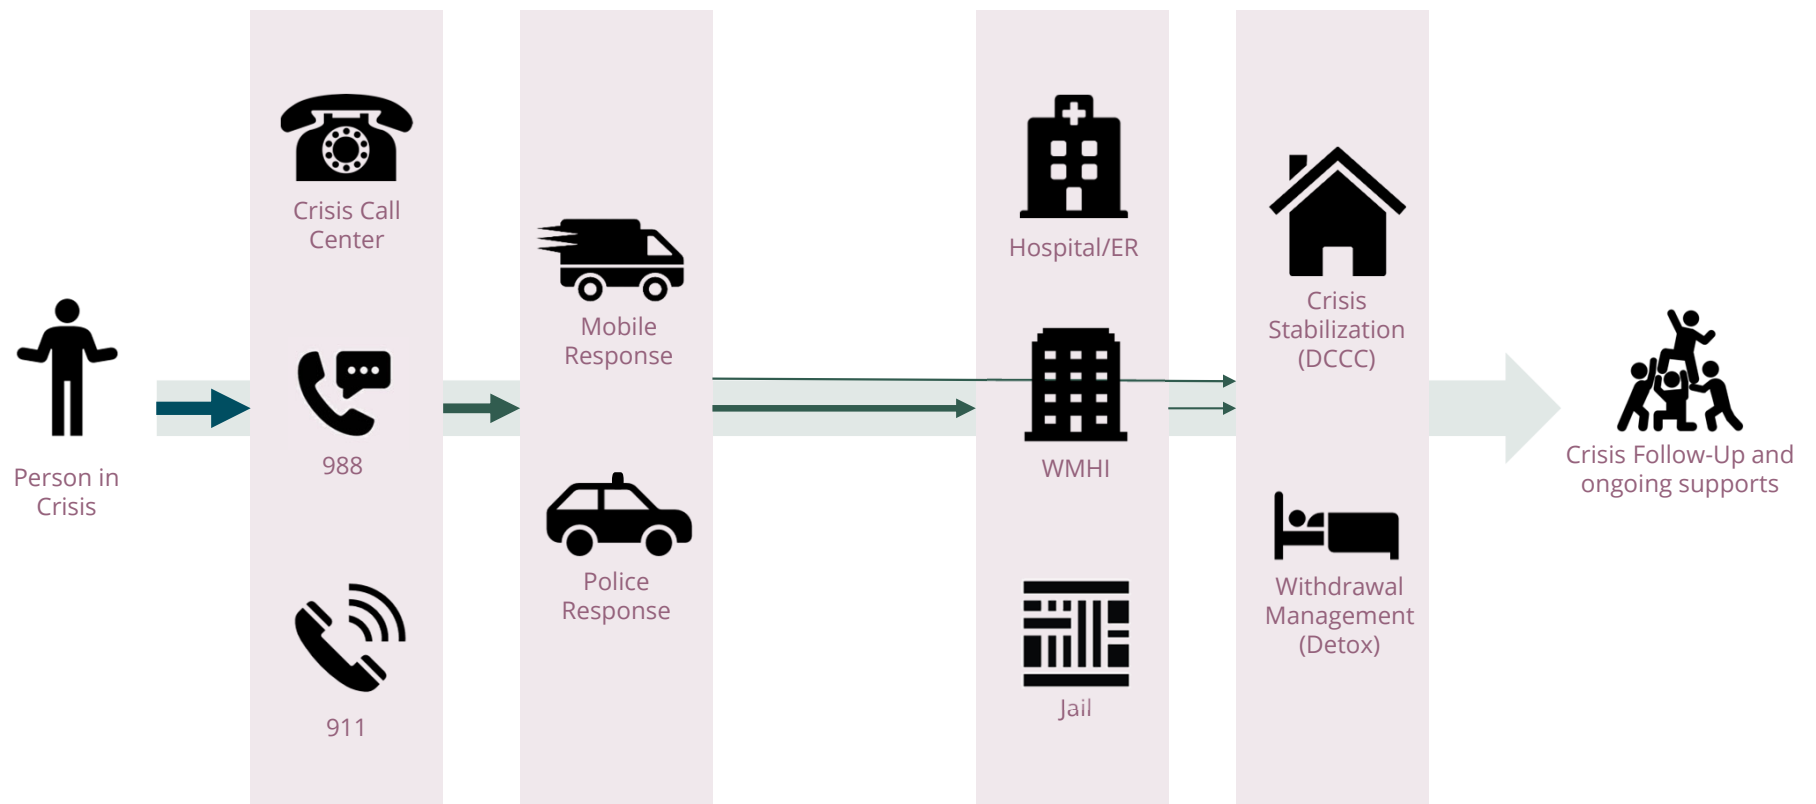 Person in
Crisis
Crisis Call
Center
988
911
Mobile
Response
Police
Response
Hospital/ER
WMHI
Jail
Crisis
Stabilization
(DCCC)
Withdrawal
Management
(Detox)
Crisis Follow-Up and
ongoing supports